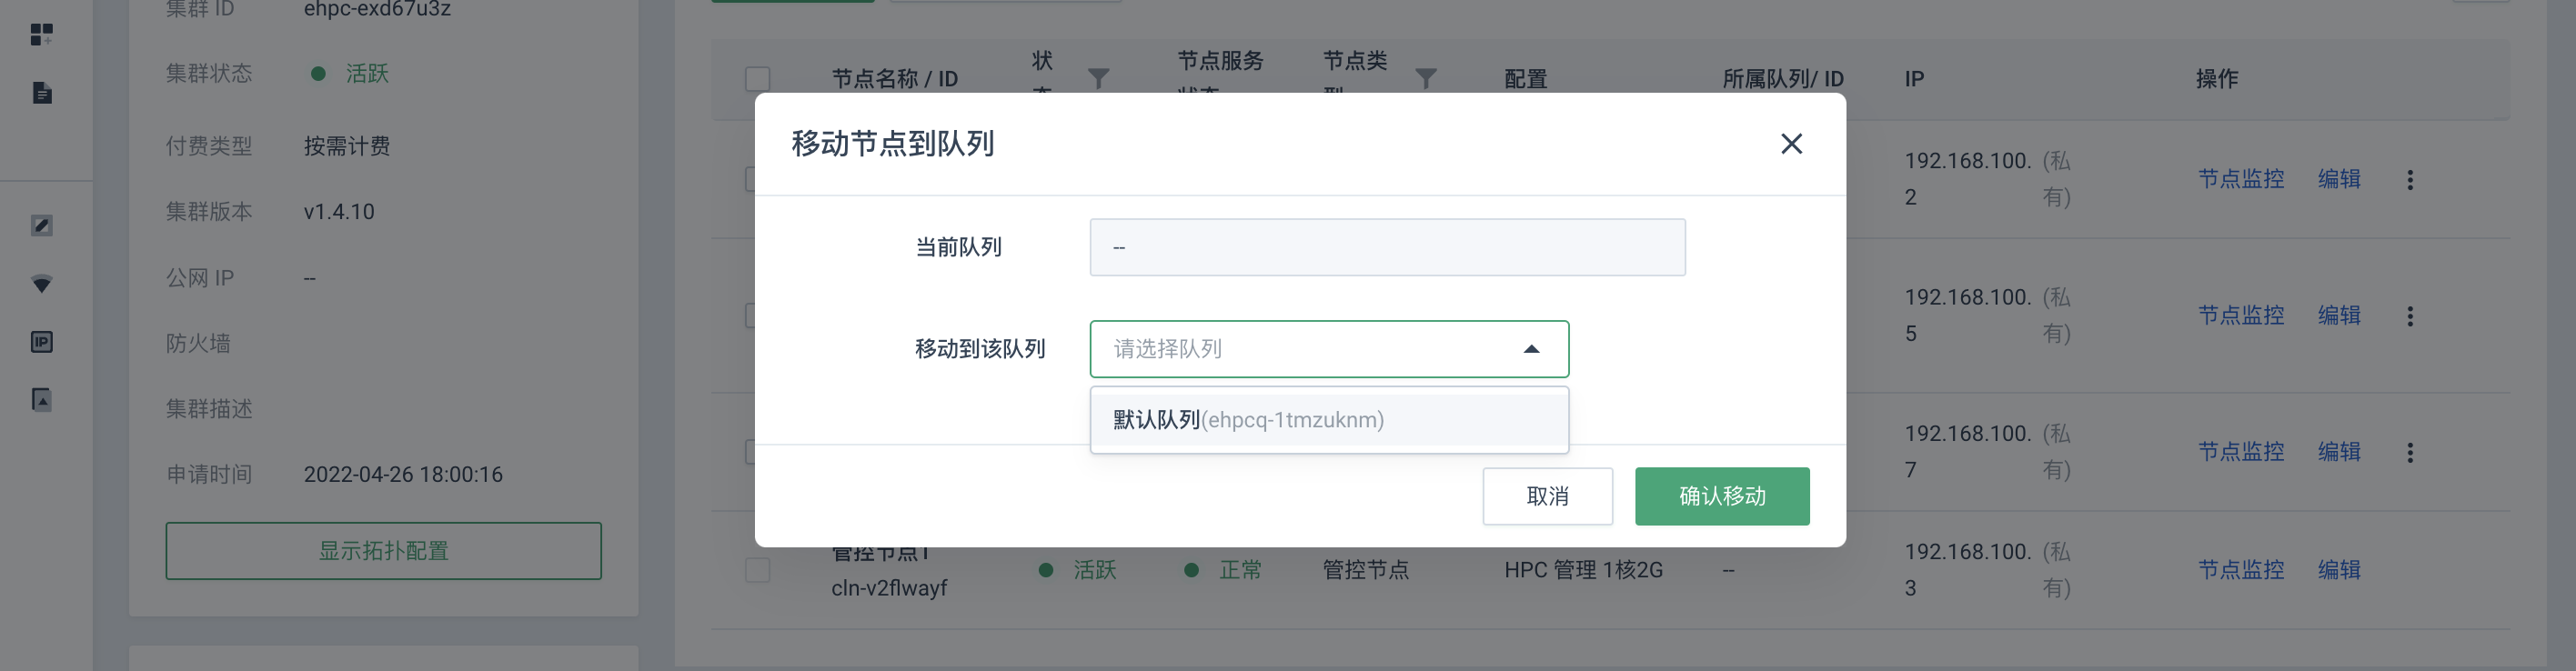 集群 ID ehpc-exd67u3z
集群状态 活跃
付费类型 按需计费
集群版本 v1.4.10
公网 IP --
防火墙
集群描述
申请时间 2022-04-26 18:00:16
显示拓扑配置
节点名称 / ID 状态 节点服务状态 节点类型 配置 所属队列/ ID IP 操作
移动节点到队列
当前队列 --
移动到该队列 请选择队列
默认队列(ehpcq-1tmzuknm)
取消 确认移动
192.168.100.2 (私有) 节点监控 编辑
192.168.100.5 (私有) 节点监控 编辑
192.168.100.7 (私有) 节点监控 编辑
管控节点1
cln-v2flwayf 活跃 正常 管控节点 HPC 管理 1核2G -- 192.168.100.3 (私有) 节点监控 编辑
IP